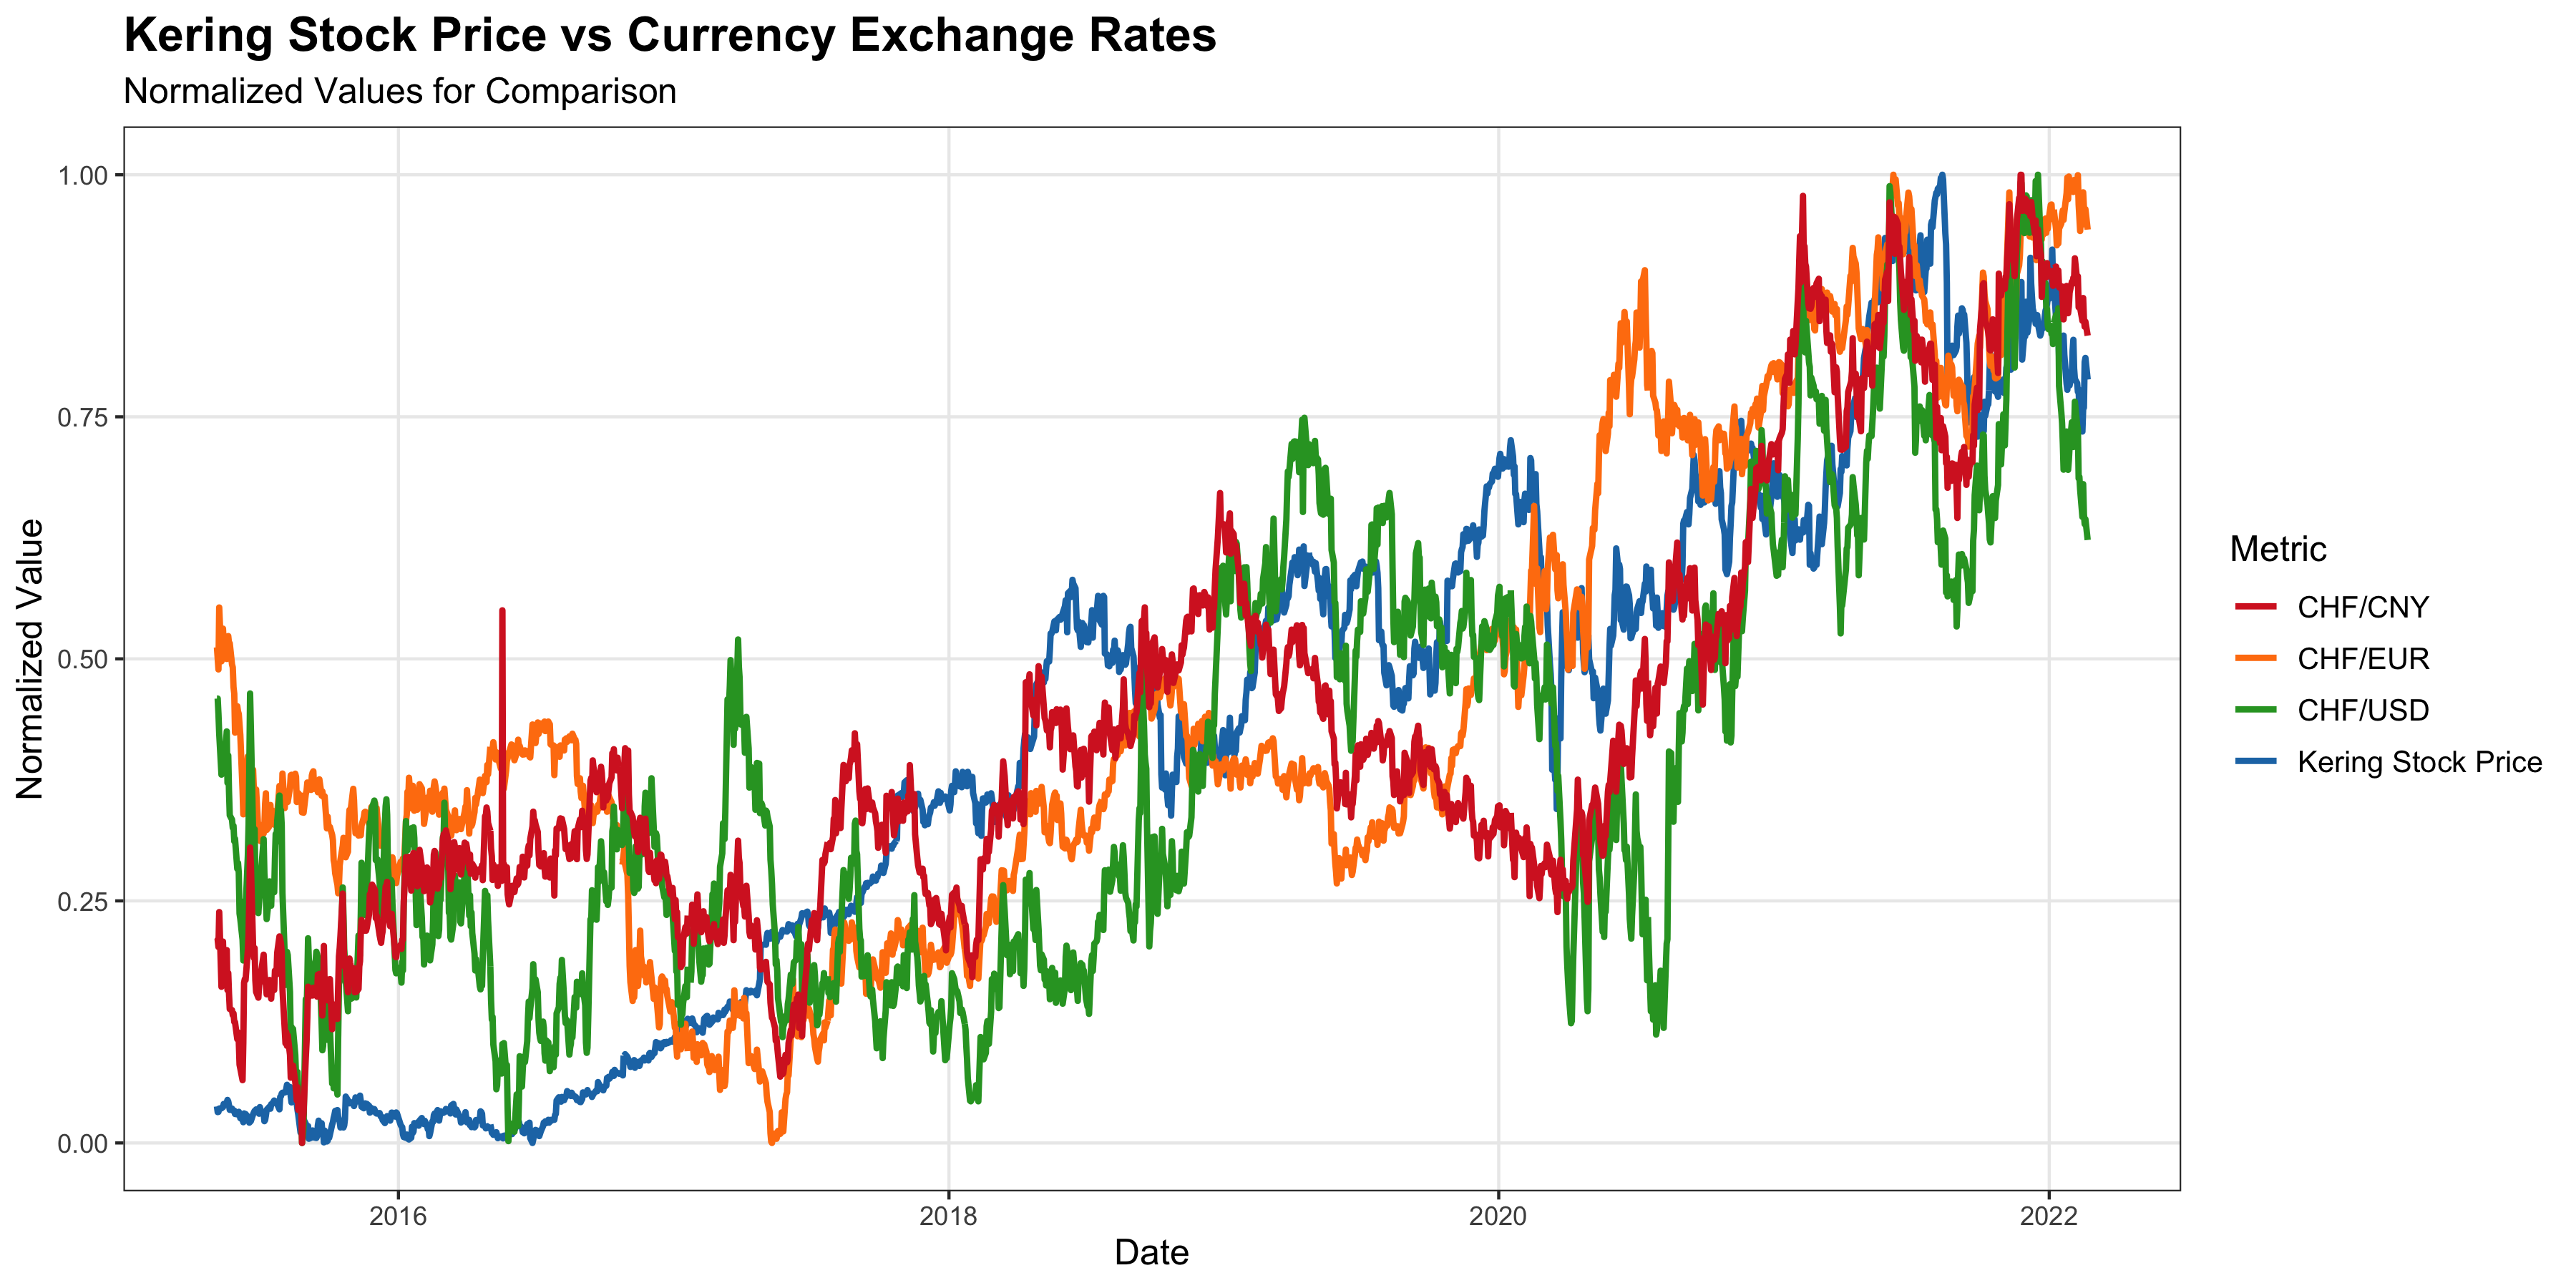 Kering Stock Price vs Currency Exchange Rates
Normalized Values for Comparison
1.00
0.75
0.50
0.25
0.00
Normalized Value
2016
2018
2020
2022
Date
Metric
CHF/CNY
CHF/EUR
CHF/USD
Kering Stock Price